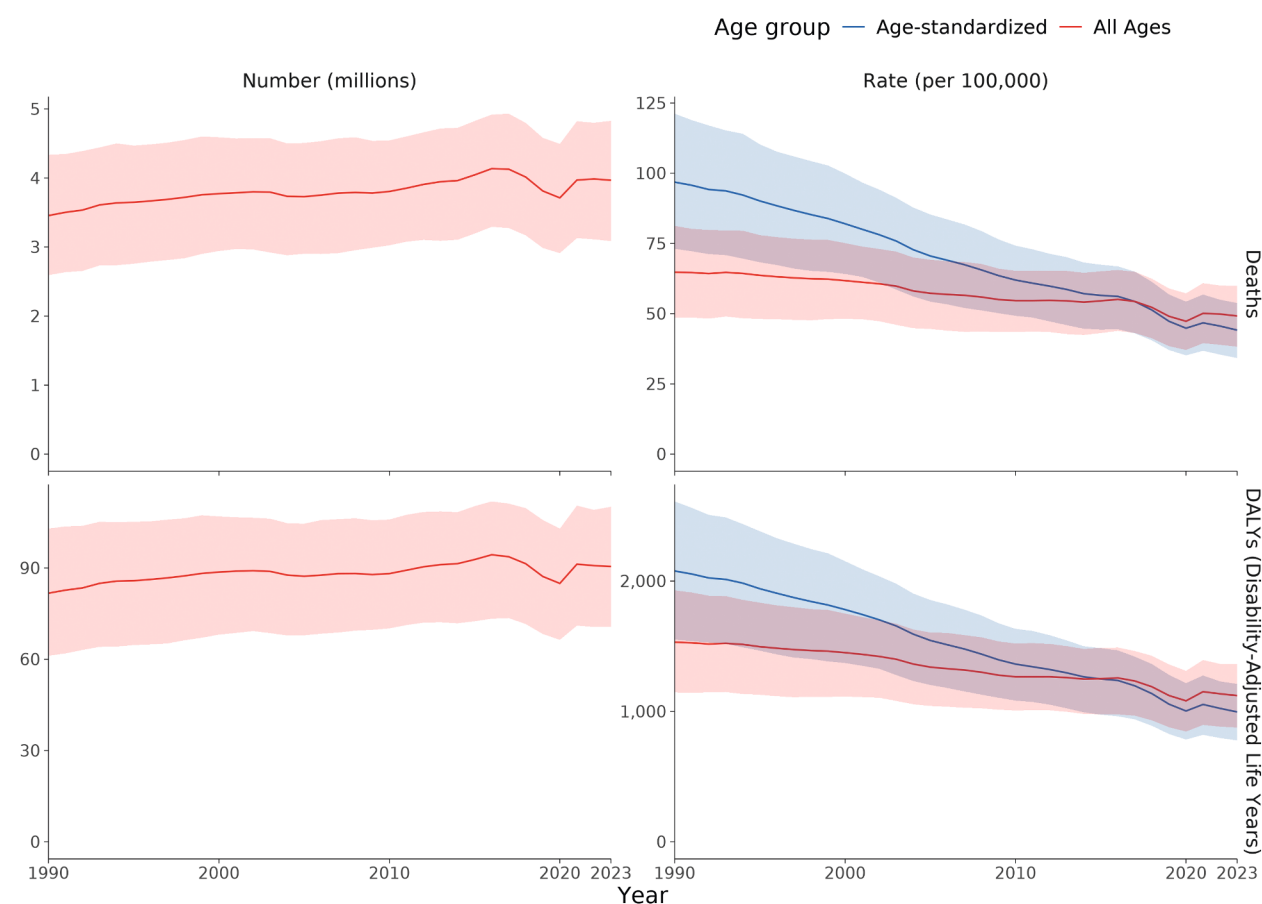 Age group Age-standardized All Ages
Number (millions) Rate (per 100,000)
5
4
3
2
1
0
125
100
75
50
25
0
Deaths
90
60
30
0
2,000
1,000
0
DALYs (Disability-Adjusted Life Years)
1990 2000 2010 2020 2023
1990 2000 2010 2020 2023
Year